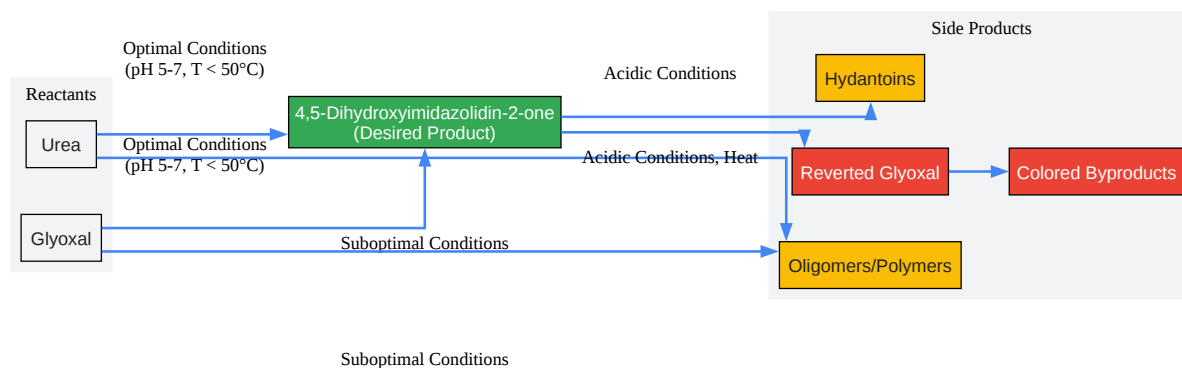 Side Products
Optimal Conditions
(pH 5-7, T < 50°C)
Acidic Conditions
Hydantoins
Reactants
4,5-Dihydroxyimidazolidin-2-one
(Desired Product)
Urea
Optimal Conditions
(pH 5-7, T < 50°C)
Acidic Conditions, Heat
Reverted Glyoxal
Colored Byproducts
Glyoxal
Suboptimal Conditions
Oligomers/Polymers
Suboptimal Conditions